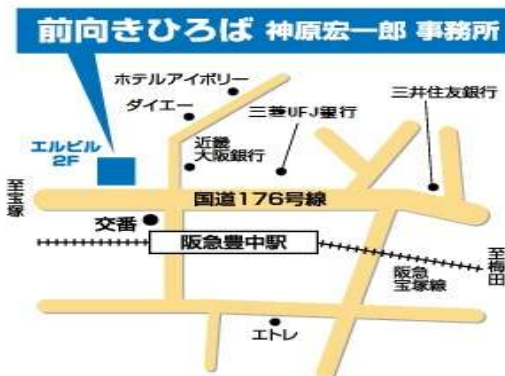 前向きひろば 神原宏一郎 事務所
ホテルアイボリー
ダイエー
三菱UFJ銀行
三井住友銀行
近畿
大阪銀行
エルビル
2F
至宝塚
国道176号線
交番
阪急豊中駅
至梅田
阪急
宝塚線
エトレ